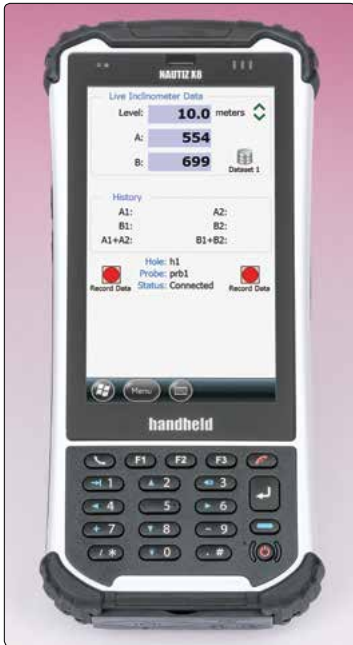 NAUTIZ X8
Live Inclinometer Data
Level: 10.0 meters
A: 554
B: 699
Dataset 1
History
A1: A2:
B1: B2:
A1+A2: B1+B2:
Hole: h1
Probe: prb1
Record Data Status: Connected Record Data
Menu
handheld
F1 F2 F3
1 2 3
4 5 6
+ 7 8 - 9
/ * 0 . #